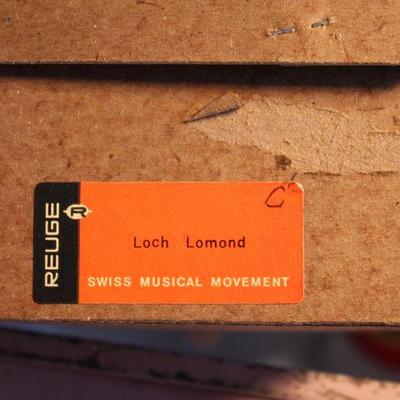 REUGE
R
C
Loch Lomond
SWISS MUSICAL MOVEMENT